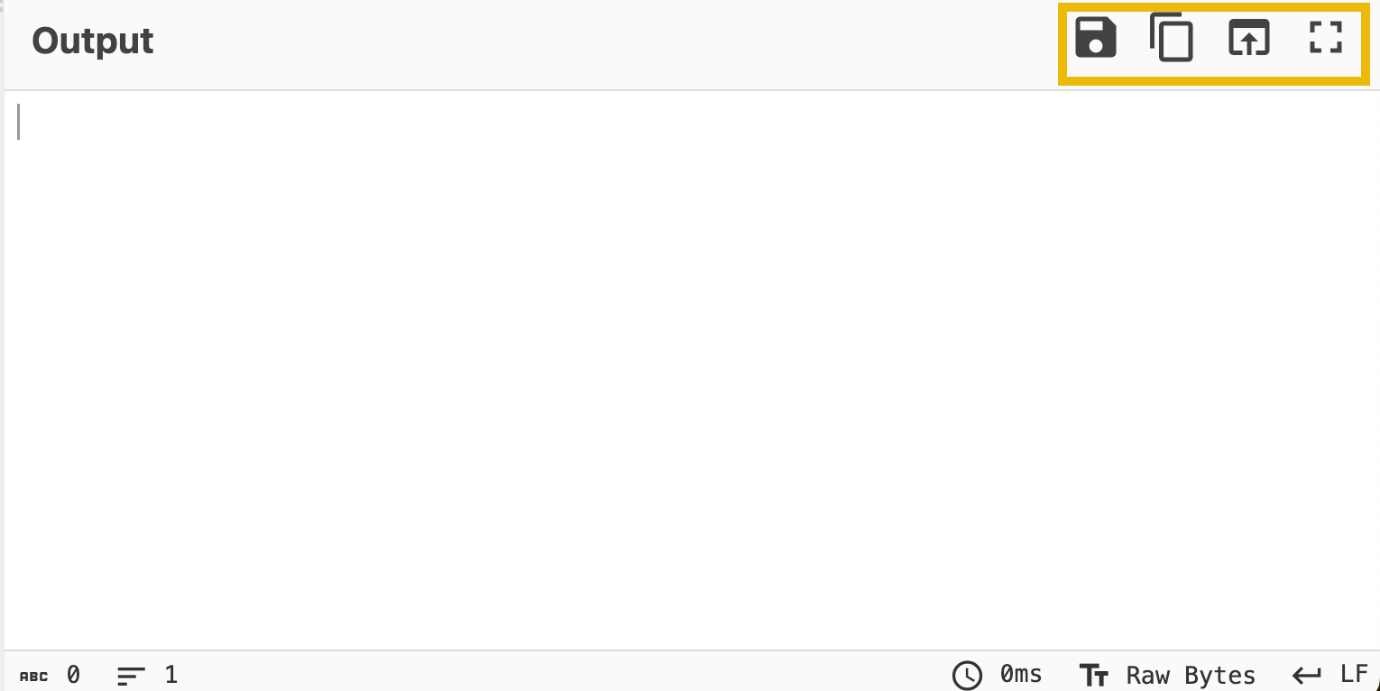 Output
ABC 0 1 0ms Raw Bytes LF